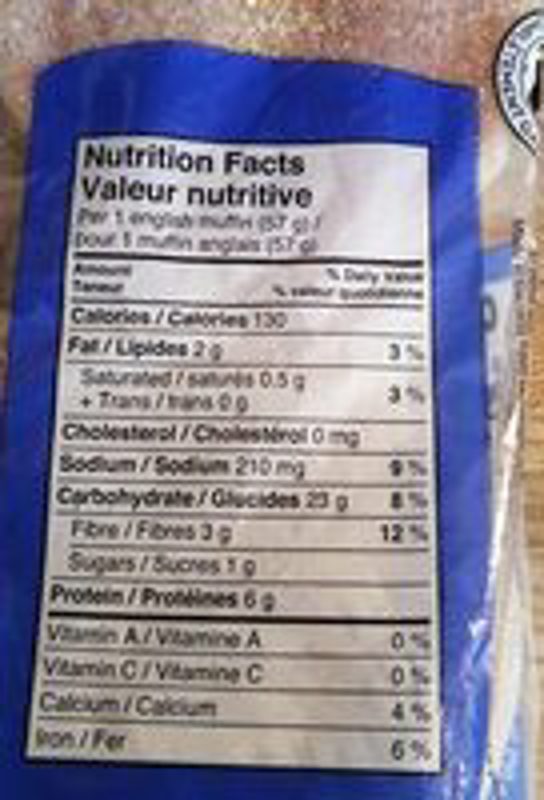 Nutrition Facts
Valeur nutritive
Per 1 english muffin (57 g) /
pour 1 muffin anglais (57 g)
Amount % Daily Value
Teneur % valeur quotidienne
Calories / Calories 130
Fat / Lipides 2 g 3 %
Saturated / saturés 0.5 g
+ Trans / trans 0 g 3 %
Cholesterol / Cholestérol 0 mg
Sodium / Sodium 210 mg 9 %
Carbohydrate / Glucides 23 g 8 %
Fibre / Fibres 3 g 12 %
Sugars / Sucres 1 g
Protein / Protéines 6 g
Vitamin A / Vitamine A 0 %
Vitamin C / Vitamine C 0 %
Calcium / Calcium 4 %
Iron / Fer 6 %